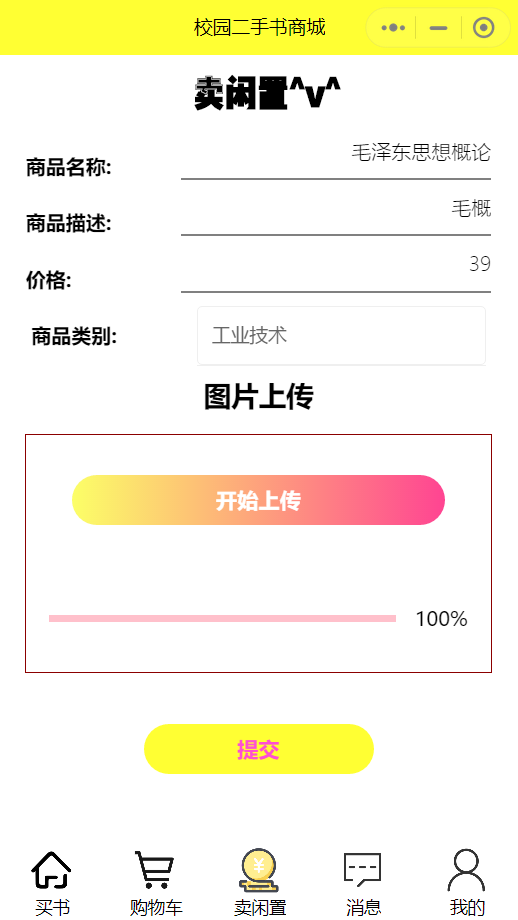 校园二手书商城
卖闲置^v^
商品名称: 毛泽东思想概论
商品描述: 毛概
价格: 39
商品类别: 工业技术
图片上传
开始上传
100%
提交
买书 购物车 卖闲置 消息 我的